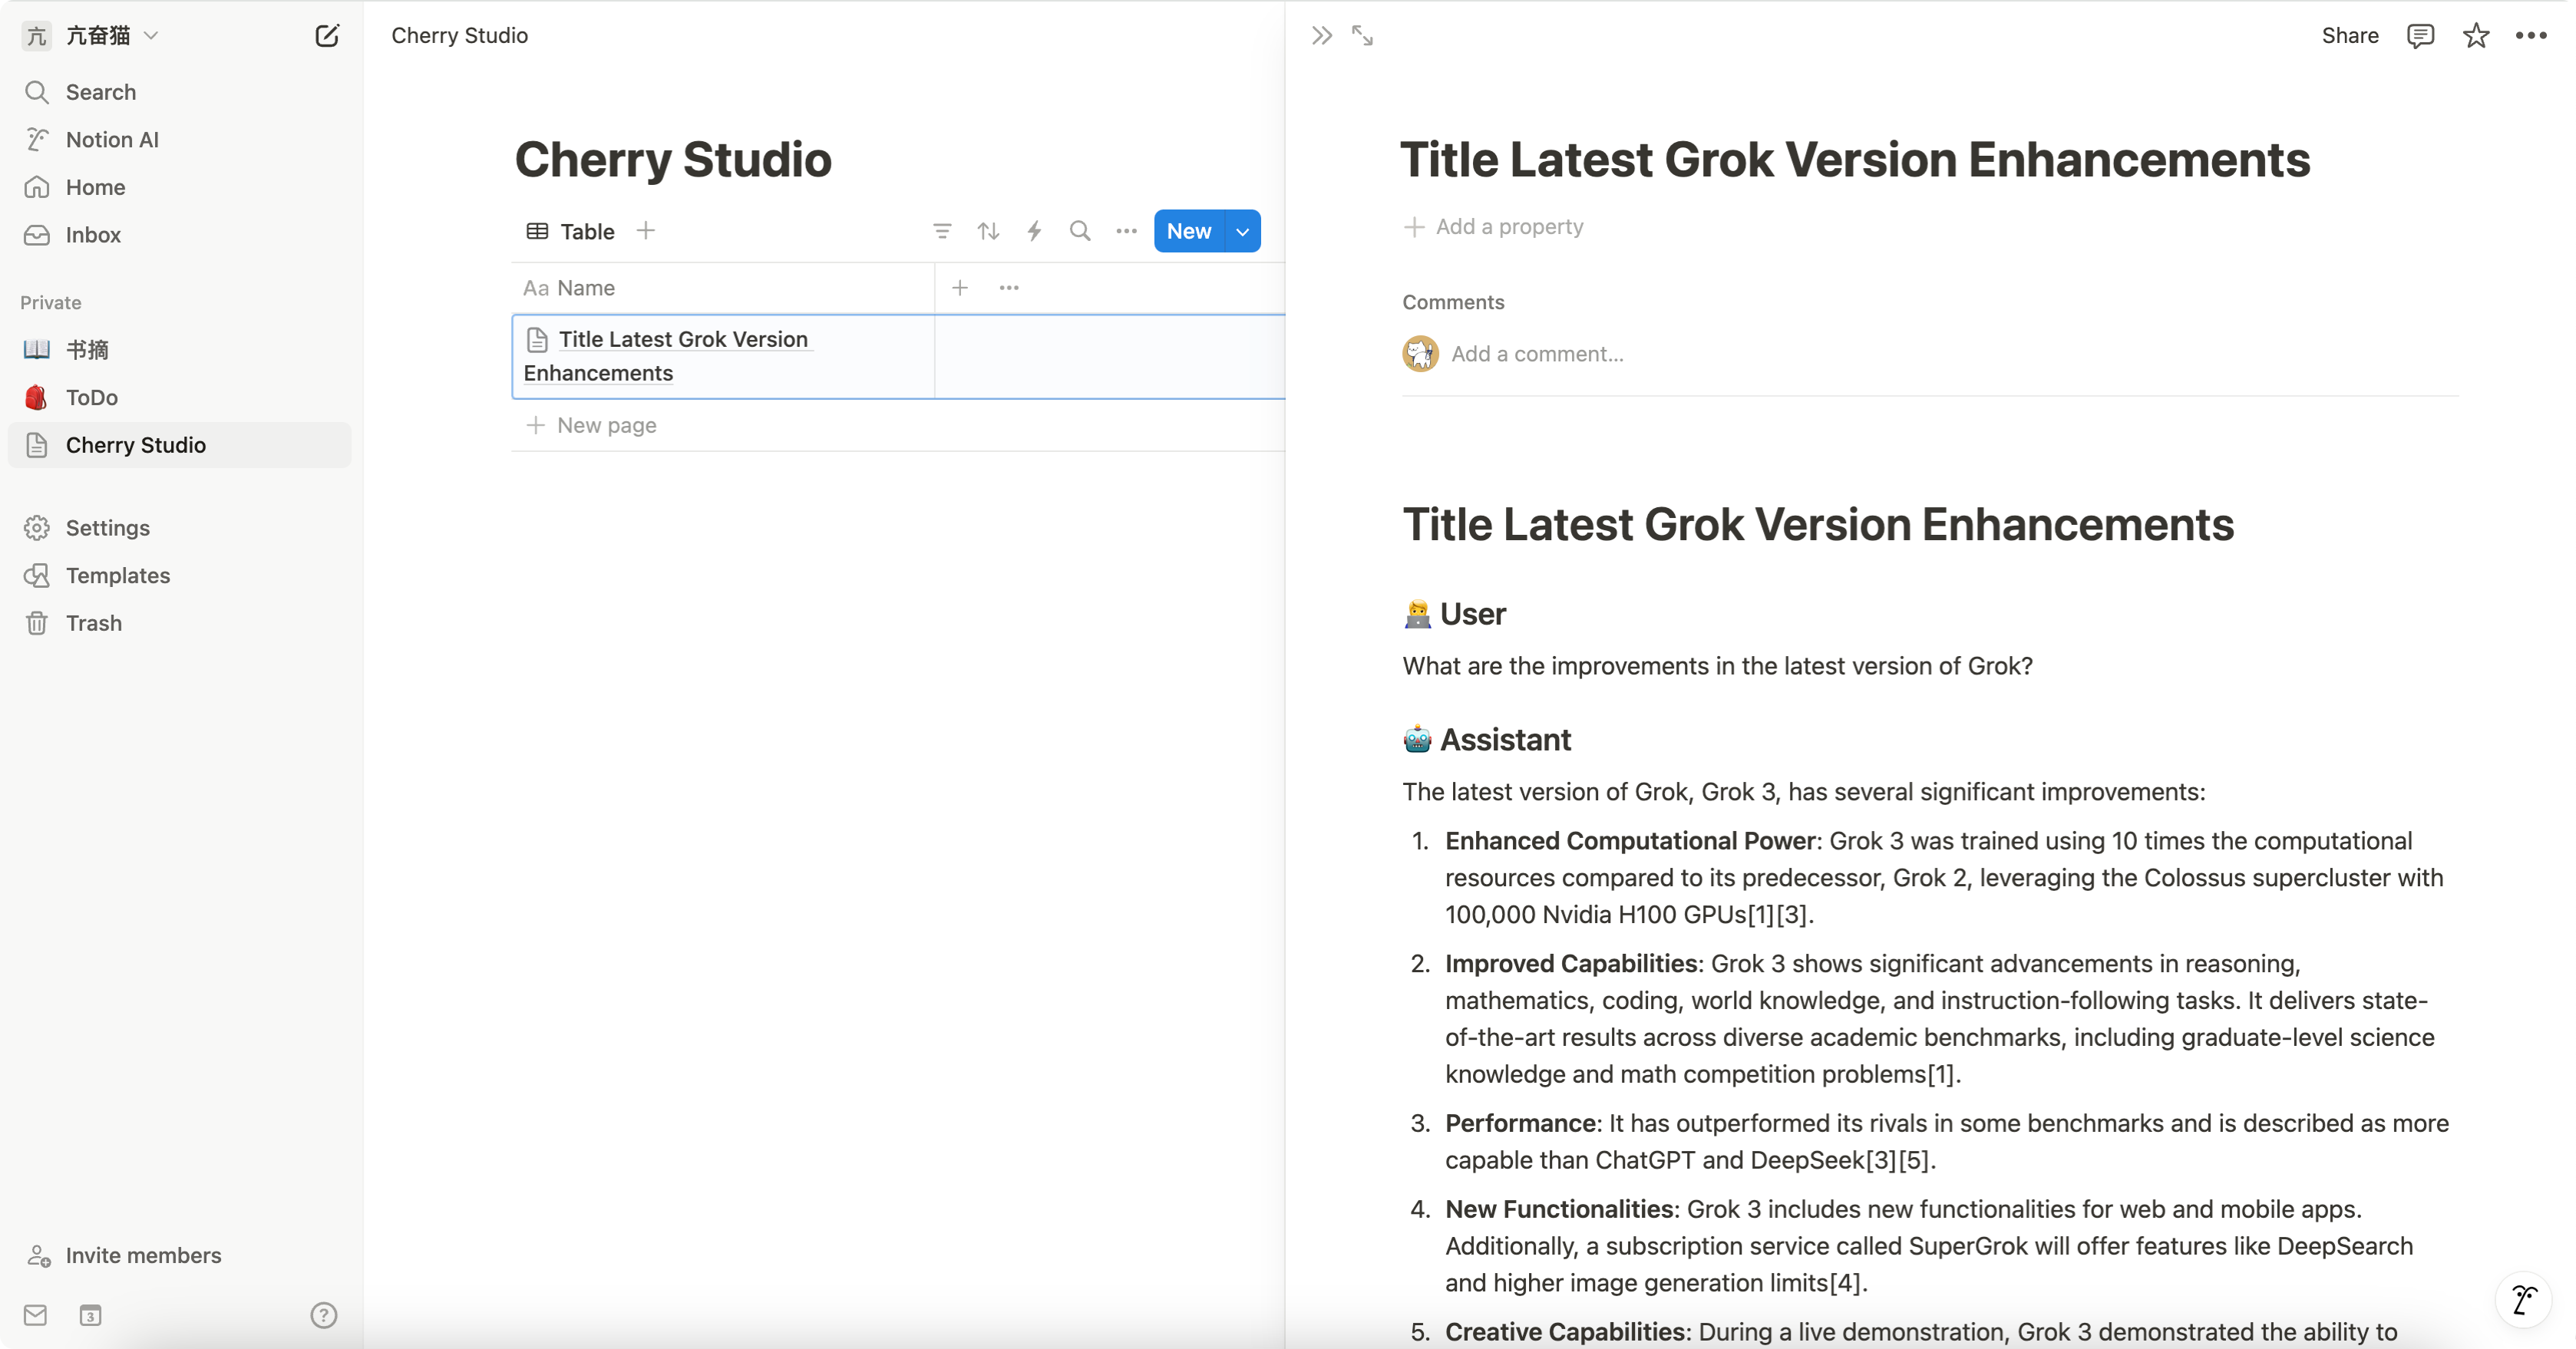 亢 亢奋猫
Search
Notion AI
Home
Inbox
Private
书摘
ToDo
Cherry Studio
Settings
Templates
Trash
Invite members
3
?
Cherry Studio
Cherry Studio
Table
New
Aa Name
Title Latest Grok Version
Enhancements
New page
Share
Title Latest Grok Version Enhancements
Add a property
Comments
Add a comment...
Title Latest Grok Version Enhancements
User
What are the improvements in the latest version of Grok?
Assistant
The latest version of Grok, Grok 3, has several significant improvements:
1. Enhanced Computational Power: Grok 3 was trained using 10 times the computational
resources compared to its predecessor, Grok 2, leveraging the Colossus supercluster with
100,000 Nvidia H100 GPUs[1][3].
2. Improved Capabilities: Grok 3 shows significant advancements in reasoning,
mathematics, coding, world knowledge, and instruction-following tasks. It delivers state-
of-the-art results across diverse academic benchmarks, including graduate-level science
knowledge and math competition problems[1].
3. Performance: It has outperformed its rivals in some benchmarks and is described as more
capable than ChatGPT and DeepSeek[3][5].
4. New Functionalities: Grok 3 includes new functionalities for web and mobile apps.
Additionally, a subscription service called SuperGrok will offer features like DeepSearch
and higher image generation limits[4].
5. Creative Capabilities: During a live demonstration, Grok 3 demonstrated the ability to